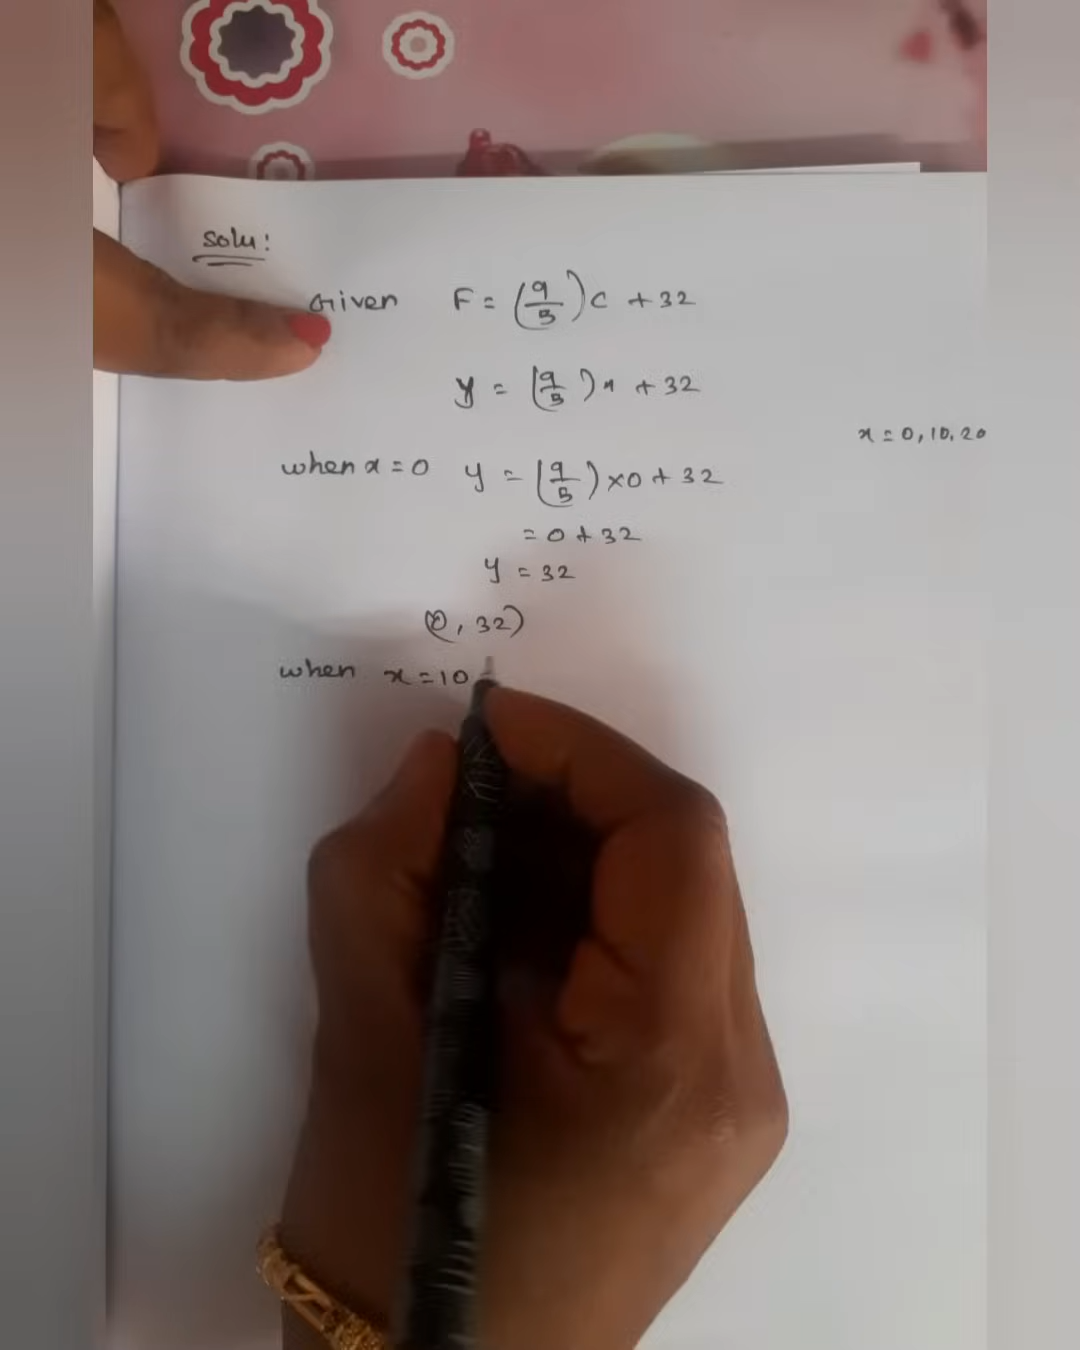 Solu:
Given F = (9/5)C + 32
y = (9/5)x + 32
x = 0, 10, 20
when x = 0 y = (9/5) x 0 + 32
= 0 + 32
y = 32
(0, 32)
when x = 10